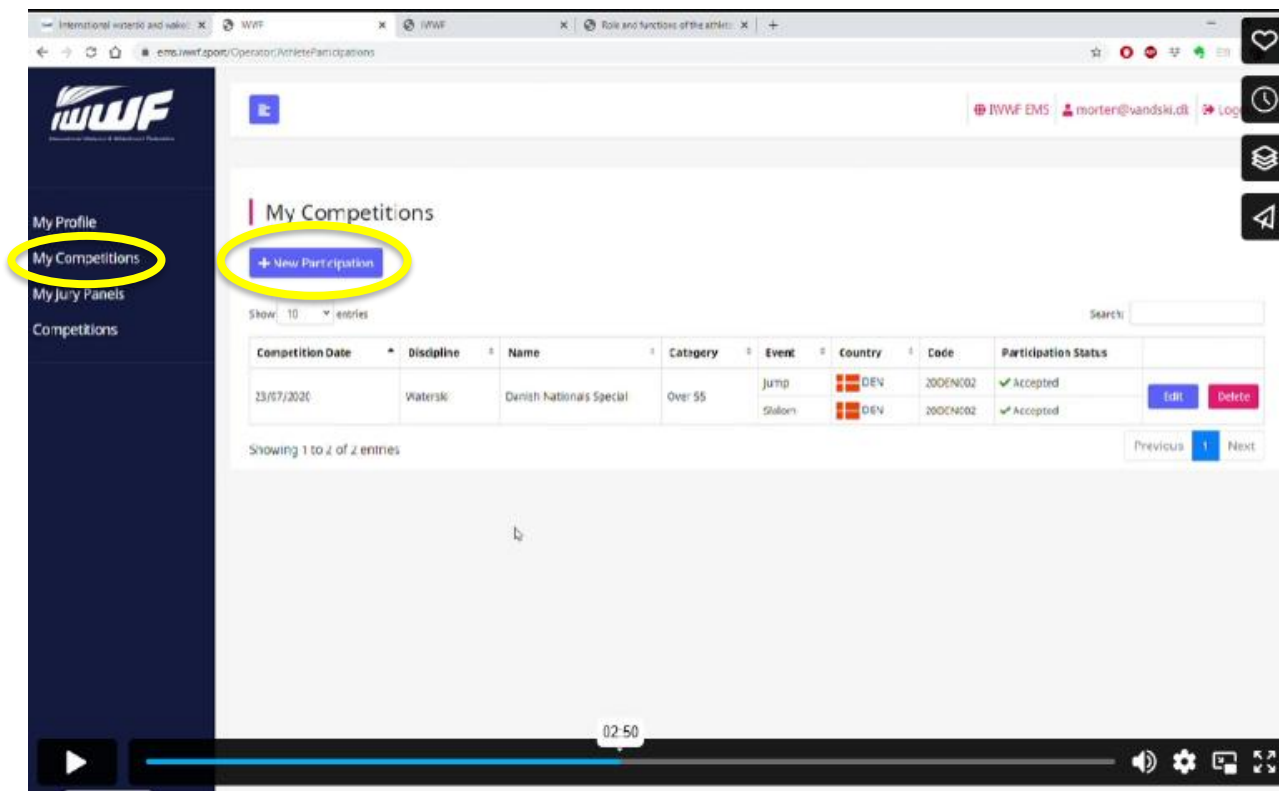 International waterski and wake
WWF
IWWF
Role and functions of the athlet
ems.iwwf.sport/Operator/AthleteParticipations
IWWF
IWWF EMS
morten@vandski.dk
My Profile
My Competitions
My Jury Panels
Competitions
My Competitions
+ New Participation
Show 10 entries
Search:
Competition Date Discipline Name Category Event Country Code Participation Status
23/07/2020 Waterski Danish Nationals Special Over 55 Jump DEN 20DEN002 Accepted Edit Delete
Slalom DEN 20DEN002 Accepted
Showing 1 to 2 of 2 entries
Previous 1 Next
02:50